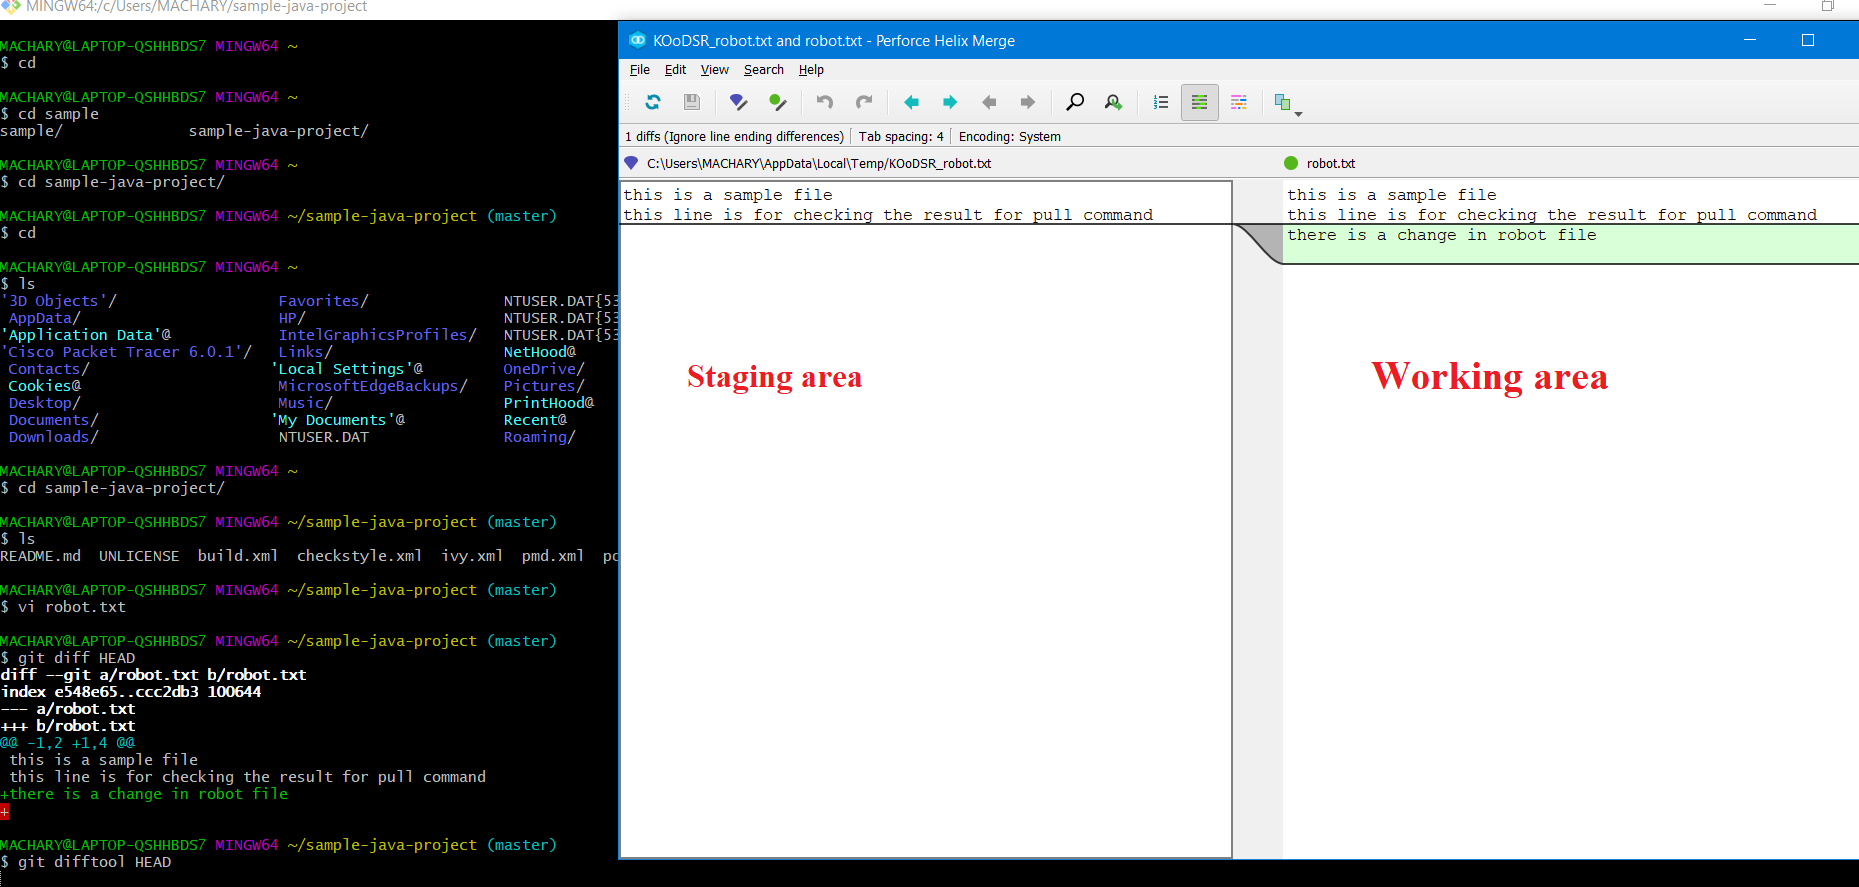 MINGW64:/c/Users/MACHARY/sample-java-project
MACHARY@LAPTOP-QSHHBDS7 MINGW64 ~
$ cd
MACHARY@LAPTOP-QSHHBDS7 MINGW64 ~
$ cd sample
sample/ sample-java-project/
MACHARY@LAPTOP-QSHHBDS7 MINGW64 ~
$ cd sample-java-project/
MACHARY@LAPTOP-QSHHBDS7 MINGW64 ~/sample-java-project (master)
$ cd
MACHARY@LAPTOP-QSHHBDS7 MINGW64 ~
$ ls
'3D Objects'/ Favorites/ NTUSER.DAT{53
AppData/ HP/ NTUSER.DAT{53
'Application Data'@ IntelGraphicsProfiles/ NTUSER.DAT{53
'Cisco Packet Tracer 6.0.1'/ Links/ NetHood@
Contacts/ 'Local Settings'@ OneDrive/
Cookies@ MicrosoftEdgeBackups/ Pictures/
Desktop/ Music/ PrintHood@
Documents/ 'My Documents'@ Recent@
Downloads/ NTUSER.DAT Roaming/
MACHARY@LAPTOP-QSHHBDS7 MINGW64 ~
$ cd sample-java-project/
MACHARY@LAPTOP-QSHHBDS7 MINGW64 ~/sample-java-project (master)
$ ls
README.md UNLICENSE build.xml checkstyle.xml ivy.xml pmd.xml po
MACHARY@LAPTOP-QSHHBDS7 MINGW64 ~/sample-java-project (master)
$ vi robot.txt
MACHARY@LAPTOP-QSHHBDS7 MINGW64 ~/sample-java-project (master)
$ git diff HEAD
diff --git a/robot.txt b/robot.txt
index e548e65..ccc2db3 100644
--- a/robot.txt
+++ b/robot.txt
@@ -1,2 +1,4 @@
this is a sample file
this line is for checking the result for pull command
+there is a change in robot file
+
MACHARY@LAPTOP-QSHHBDS7 MINGW64 ~/sample-java-project (master)
$ git difftool HEAD
KOoDSR_robot.txt and robot.txt - Perforce Helix Merge
File Edit View Search Help
1 diffs (Ignore line ending differences) Tab spacing: 4 Encoding: System
C:\Users\MACHARY\AppData\Local\Temp/KOoDSR_robot.txt
this is a sample file
this line is for checking the result for pull command
Staging area
robot.txt
this is a sample file
this line is for checking the result for pull command
there is a change in robot file
Working area